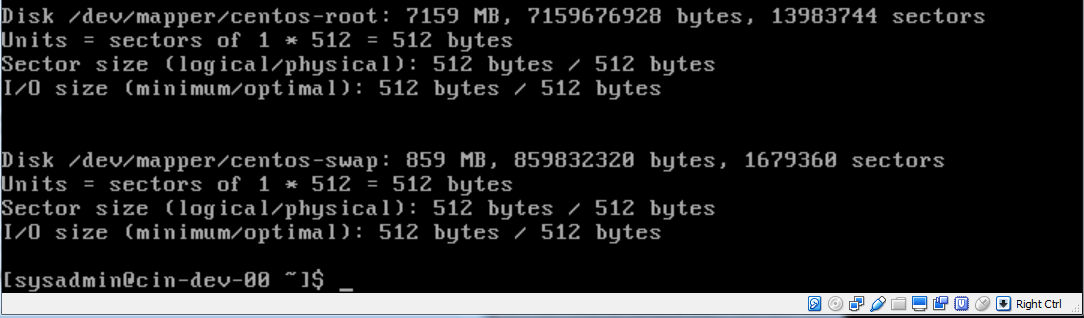 Disk /dev/mapper/centos-root: 7159 MB, 7159676928 bytes, 13983744 sectors
Units = sectors of 1 * 512 = 512 bytes
Sector size (logical/physical): 512 bytes / 512 bytes
I/O size (minimum/optimal): 512 bytes / 512 bytes
Disk /dev/mapper/centos-swap: 859 MB, 859832320 bytes, 1679360 sectors
Units = sectors of 1 * 512 = 512 bytes
Sector size (logical/physical): 512 bytes / 512 bytes
I/O size (minimum/optimal): 512 bytes / 512 bytes
[sysadmin@cin-dev-00 ~]$ _
Right Ctrl